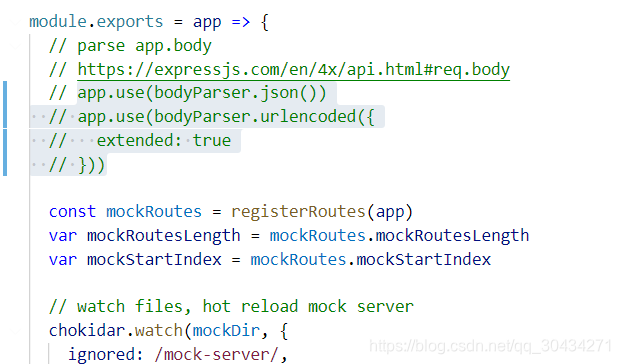 module.exports = app => {
  // parse app.body
  // https://expressjs.com/en/4x/api.html#req.body
  // app.use(bodyParser.json())
  // app.use(bodyParser.urlencoded({
  //   extended: true
  // }))

  const mockRoutes = registerRoutes(app)
  var mockRoutesLength = mockRoutes.mockRoutesLength
  var mockStartIndex = mockRoutes.mockStartIndex

  // watch files, hot reload mock server
  chokidar.watch(mockDir, {
    ignored: /mock-server/,
https://blog.csdn.net/qq_30434271